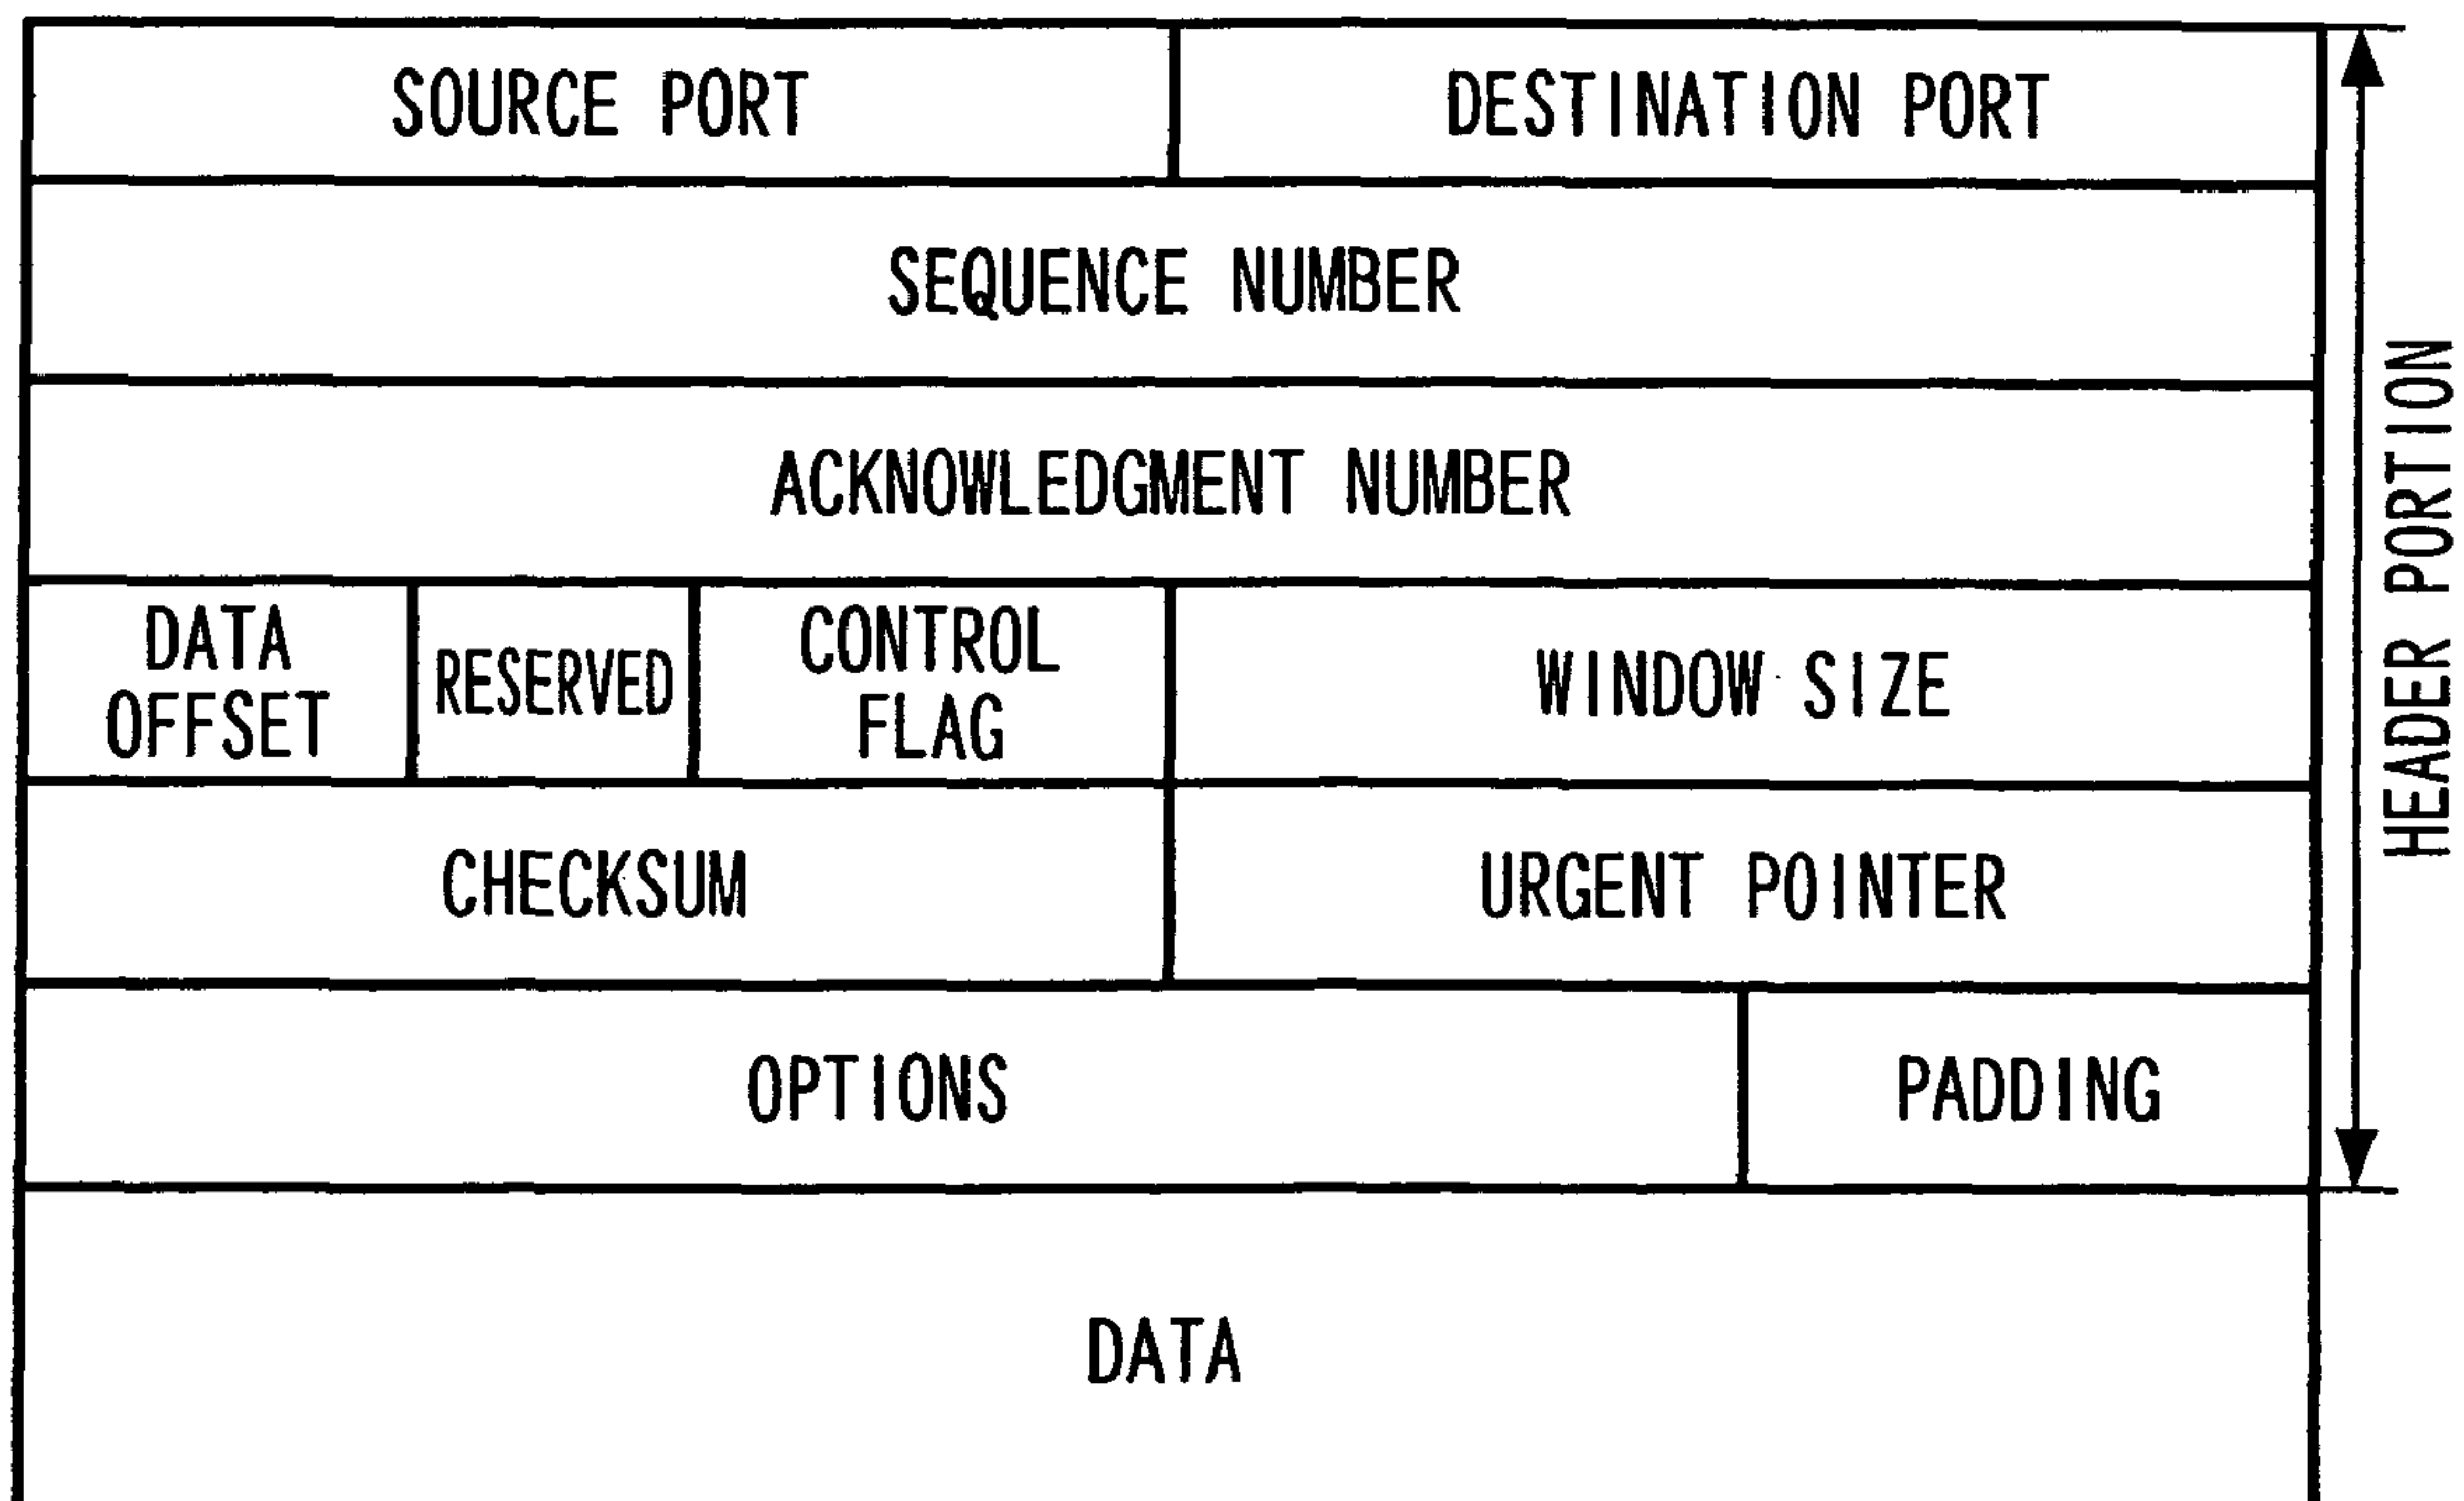 SOURCE PORT
DESTINATION PORT
SEQUENCE NUMBER
ACKNOWLEDGMENT NUMBER
DATA
OFFSET
RESERVED
CONTROL
FLAG
WINDOW SIZE
CHECKSUM
URGENT POINTER
OPTIONS
PADDING
DATA
HEADER PORTION